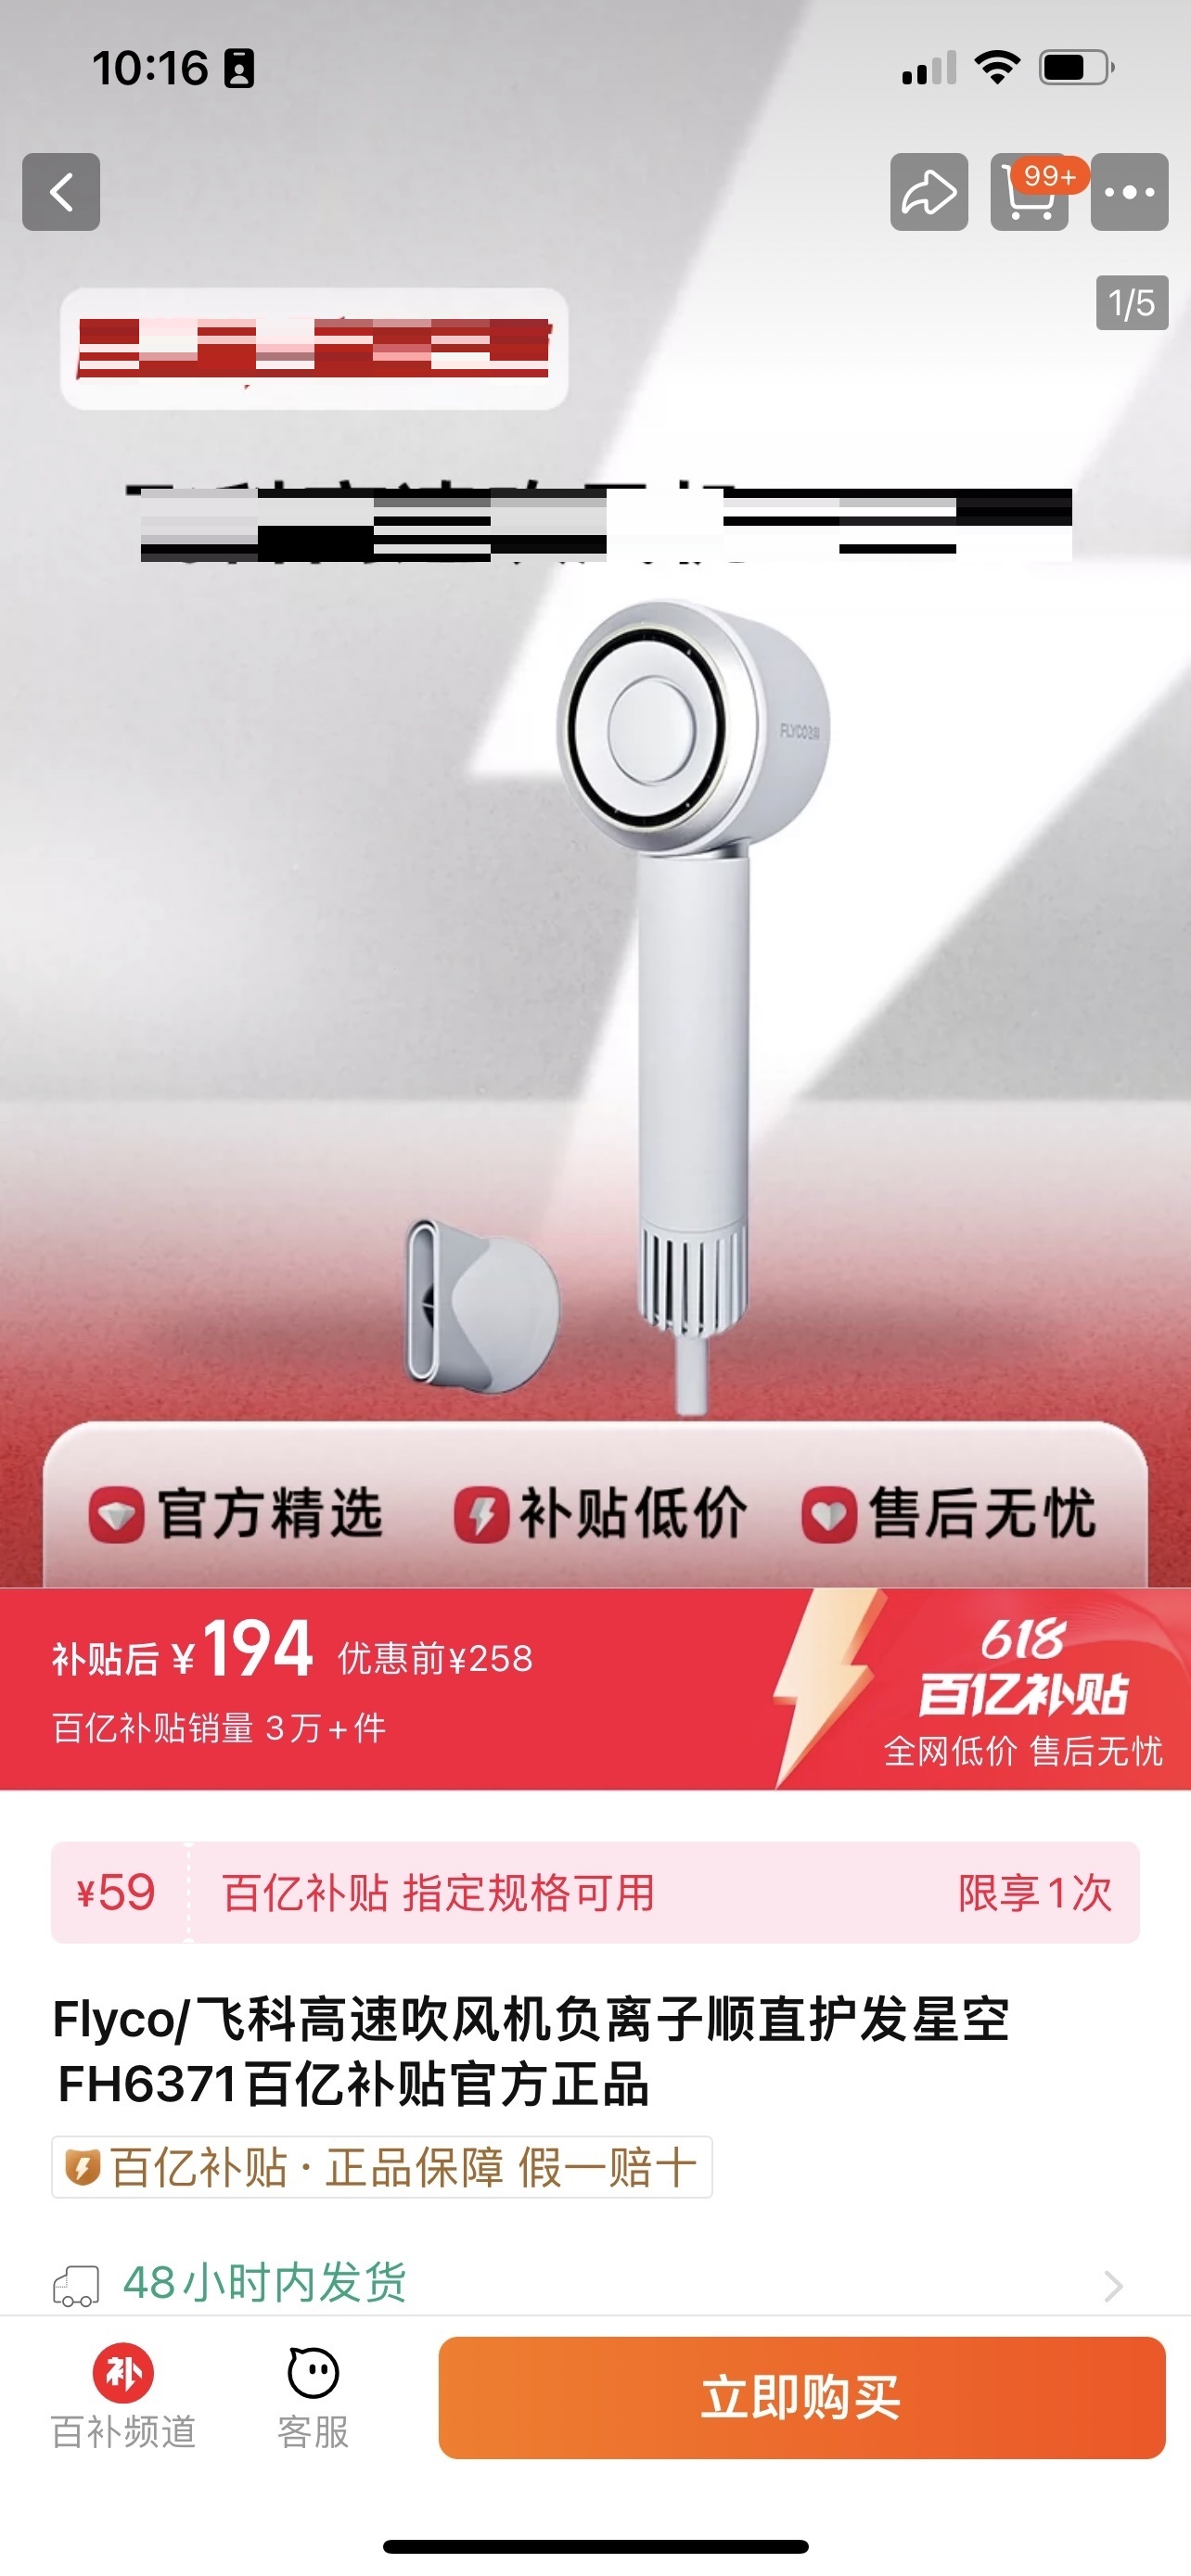 10:16
99+
1/5
FLYCO
官方精选
补贴低价
售后无忧
补贴后 ¥194 优惠前¥258
百亿补贴销量 3万+件
618
百亿补贴
全网低价 售后无忧
¥59 百亿补贴 指定规格可用 限享1次
Flyco/飞科高速吹风机负离子顺直护发星空
FH6371百亿补贴官方正品
百亿补贴 · 正品保障 假一赔十
48小时内发货
补
百补频道
客服
立即购买